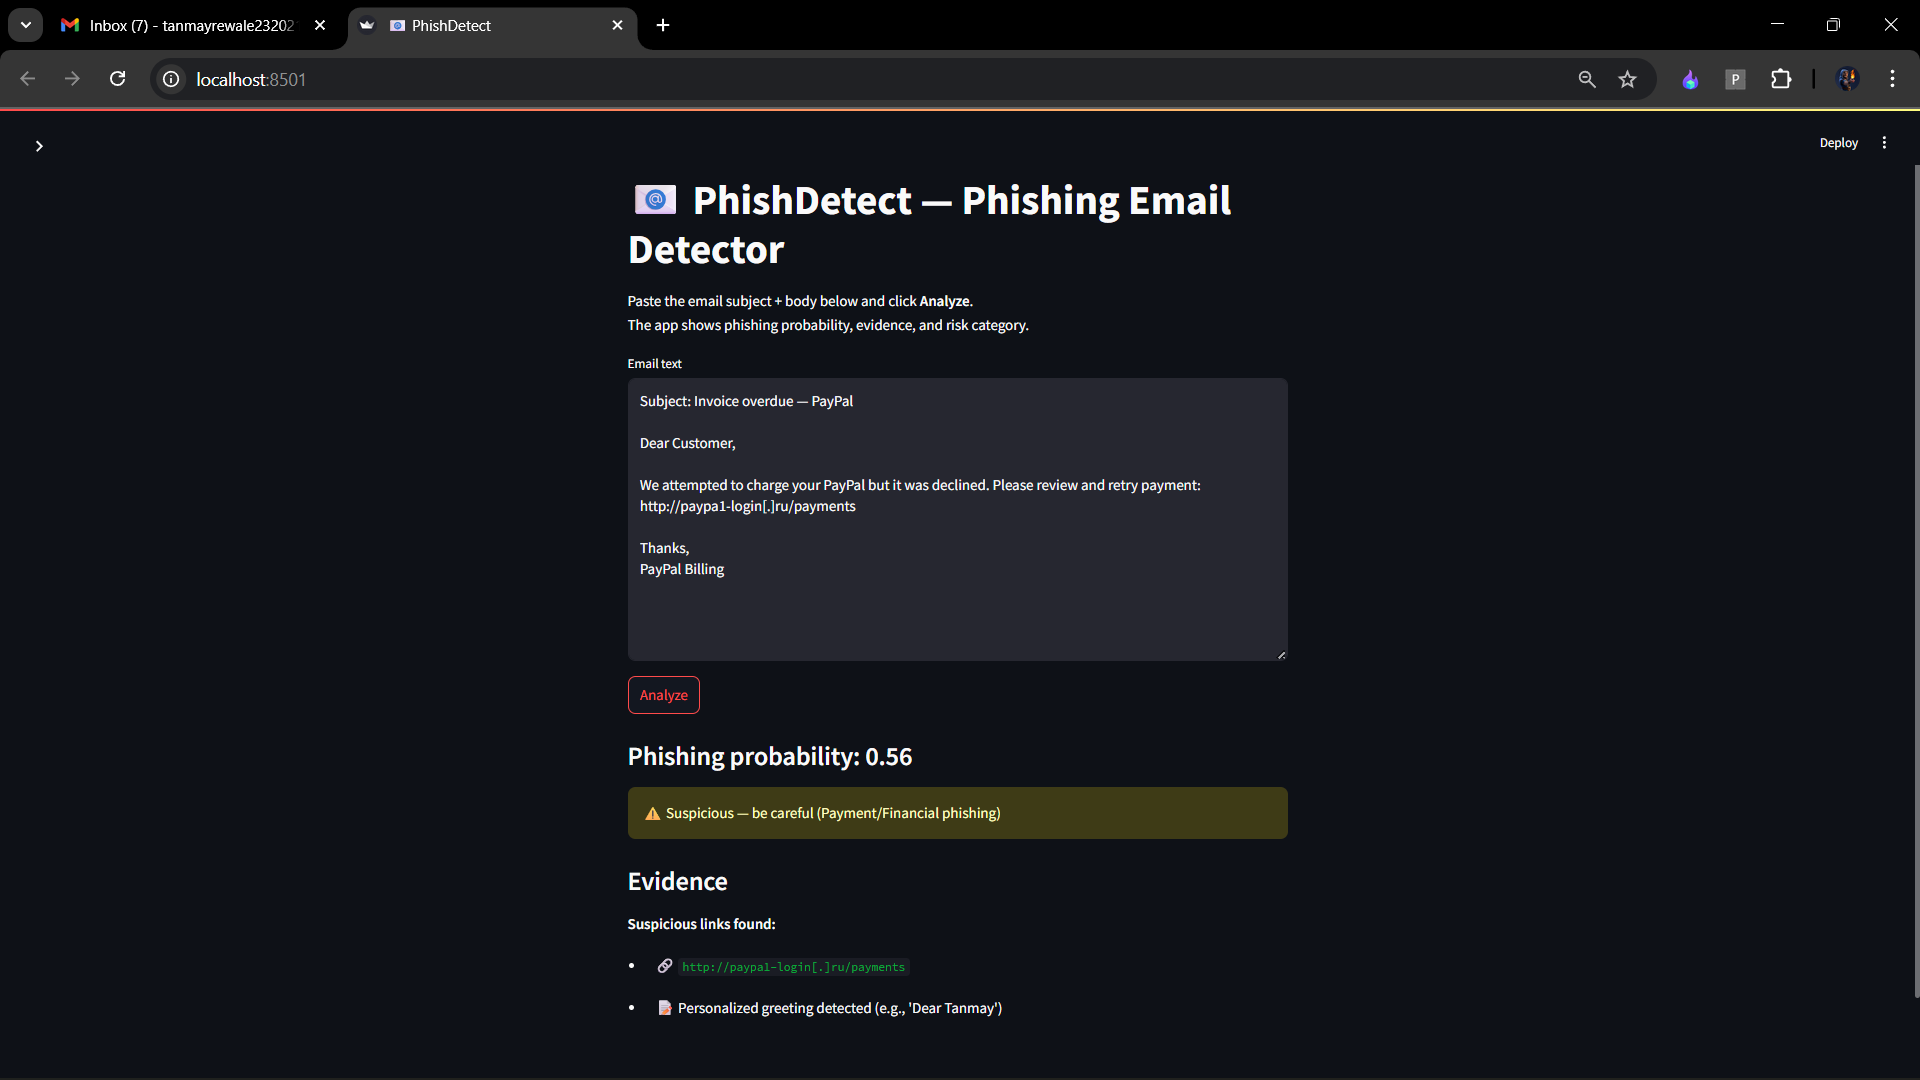 Inbox (7) - tanmayrewale23202
PhishDetect
localhost:8501
P
Deploy
PhishDetect — Phishing Email
Detector
Paste the email subject + body below and click Analyze.
The app shows phishing probability, evidence, and risk category.
Email text
Subject: Invoice overdue — PayPal
Dear Customer,
We attempted to charge your PayPal but it was declined. Please review and retry payment:
http://paypa1-login[.]ru/payments
Thanks,
PayPal Billing
Analyze
Phishing probability: 0.56
Suspicious — be careful (Payment/Financial phishing)
Evidence
Suspicious links found:
http://paypa1-login[.]ru/payments
Personalized greeting detected (e.g., 'Dear Tanmay')